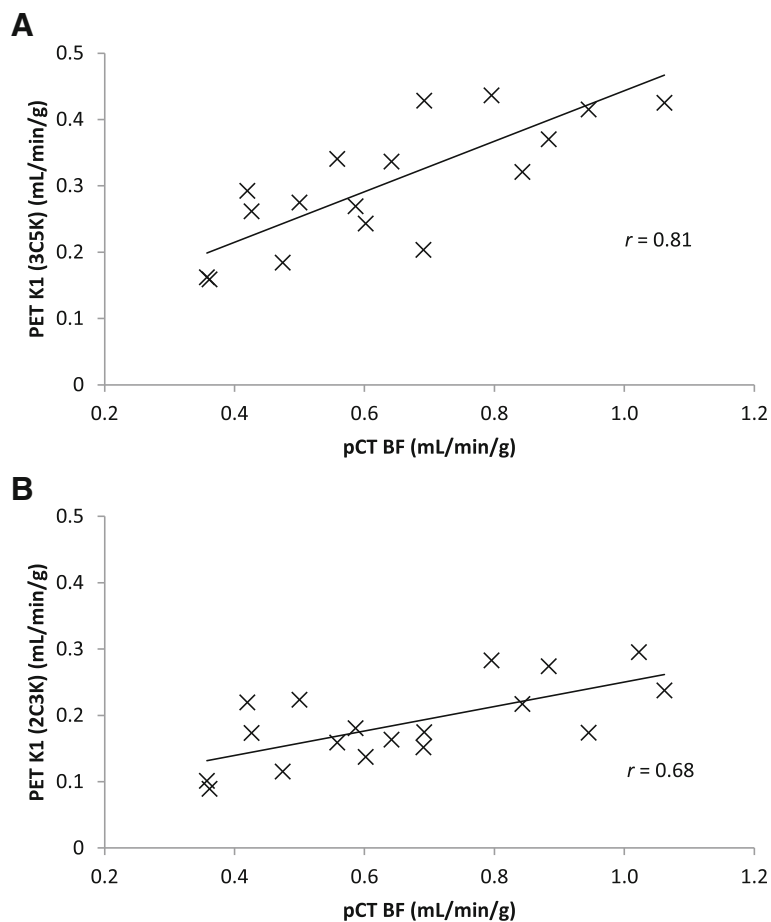 A
0.5
0.4
0.3
0.2
0.1
0
PET K1 (3C5K) (mL/min/g)
r = 0.81
0.2 0.4 0.6 0.8 1.0 1.2
pCT BF (mL/min/g)
B
0.5
0.4
0.3
0.2
0.1
0
PET K1 (2C3K) (mL/min/g)
r = 0.68
0.2 0.4 0.6 0.8 1.0 1.2
pCT BF (mL/min/g)